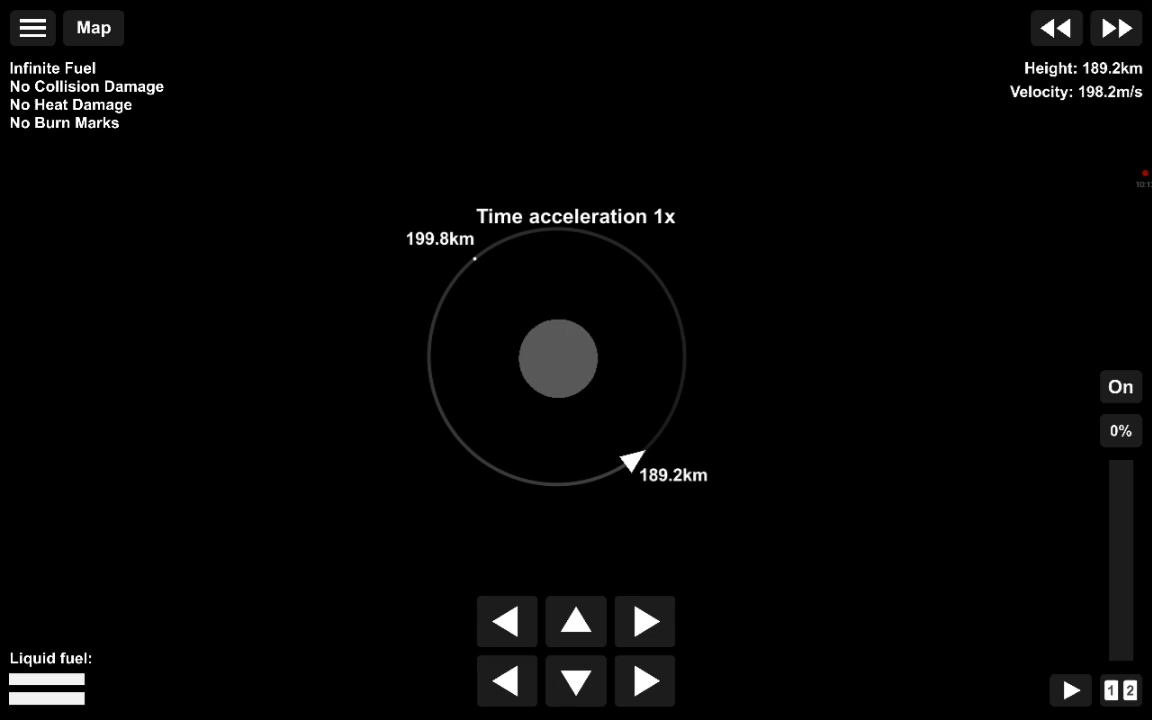 Map
Infinite Fuel
No Collision Damage
No Heat Damage
No Burn Marks
Height: 189.2km
Velocity: 198.2m/s
Time acceleration 1x
199.8km
189.2km
On
0%
Liquid fuel:
1 2